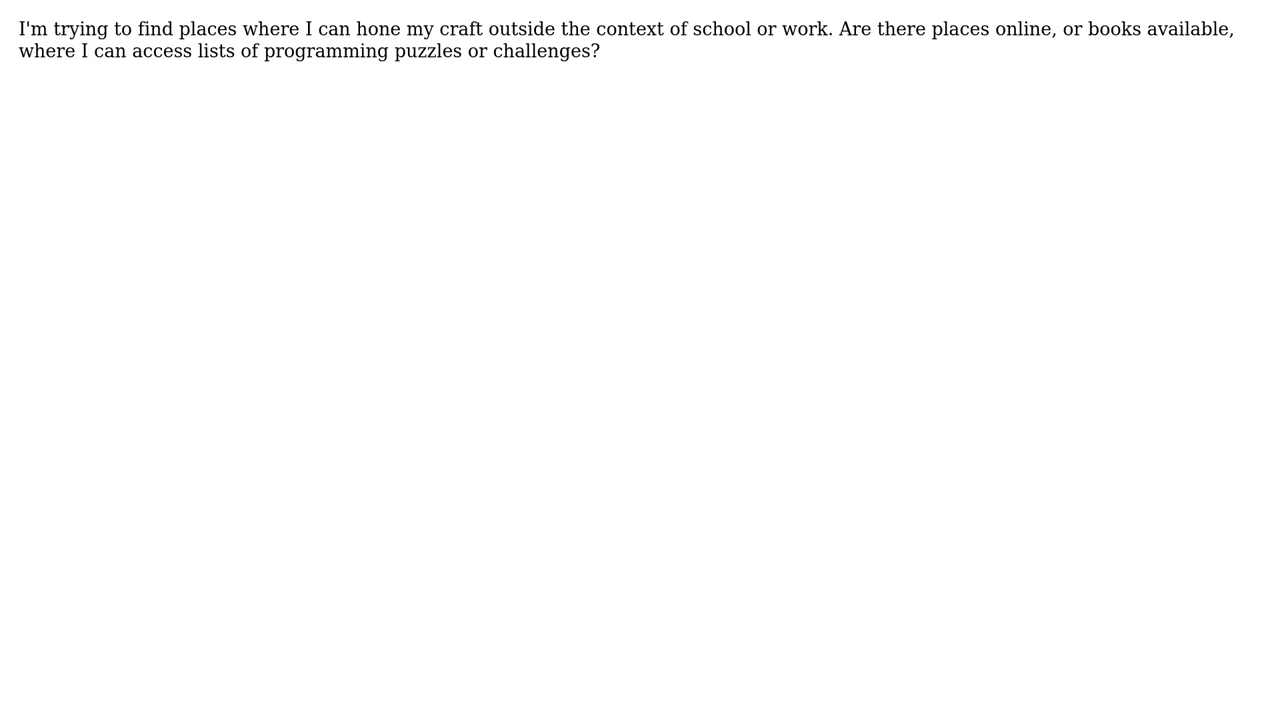 I'm trying to find places where I can hone my craft outside the context of school or work. Are there places online, or books available,
where I can access lists of programming puzzles or challenges?